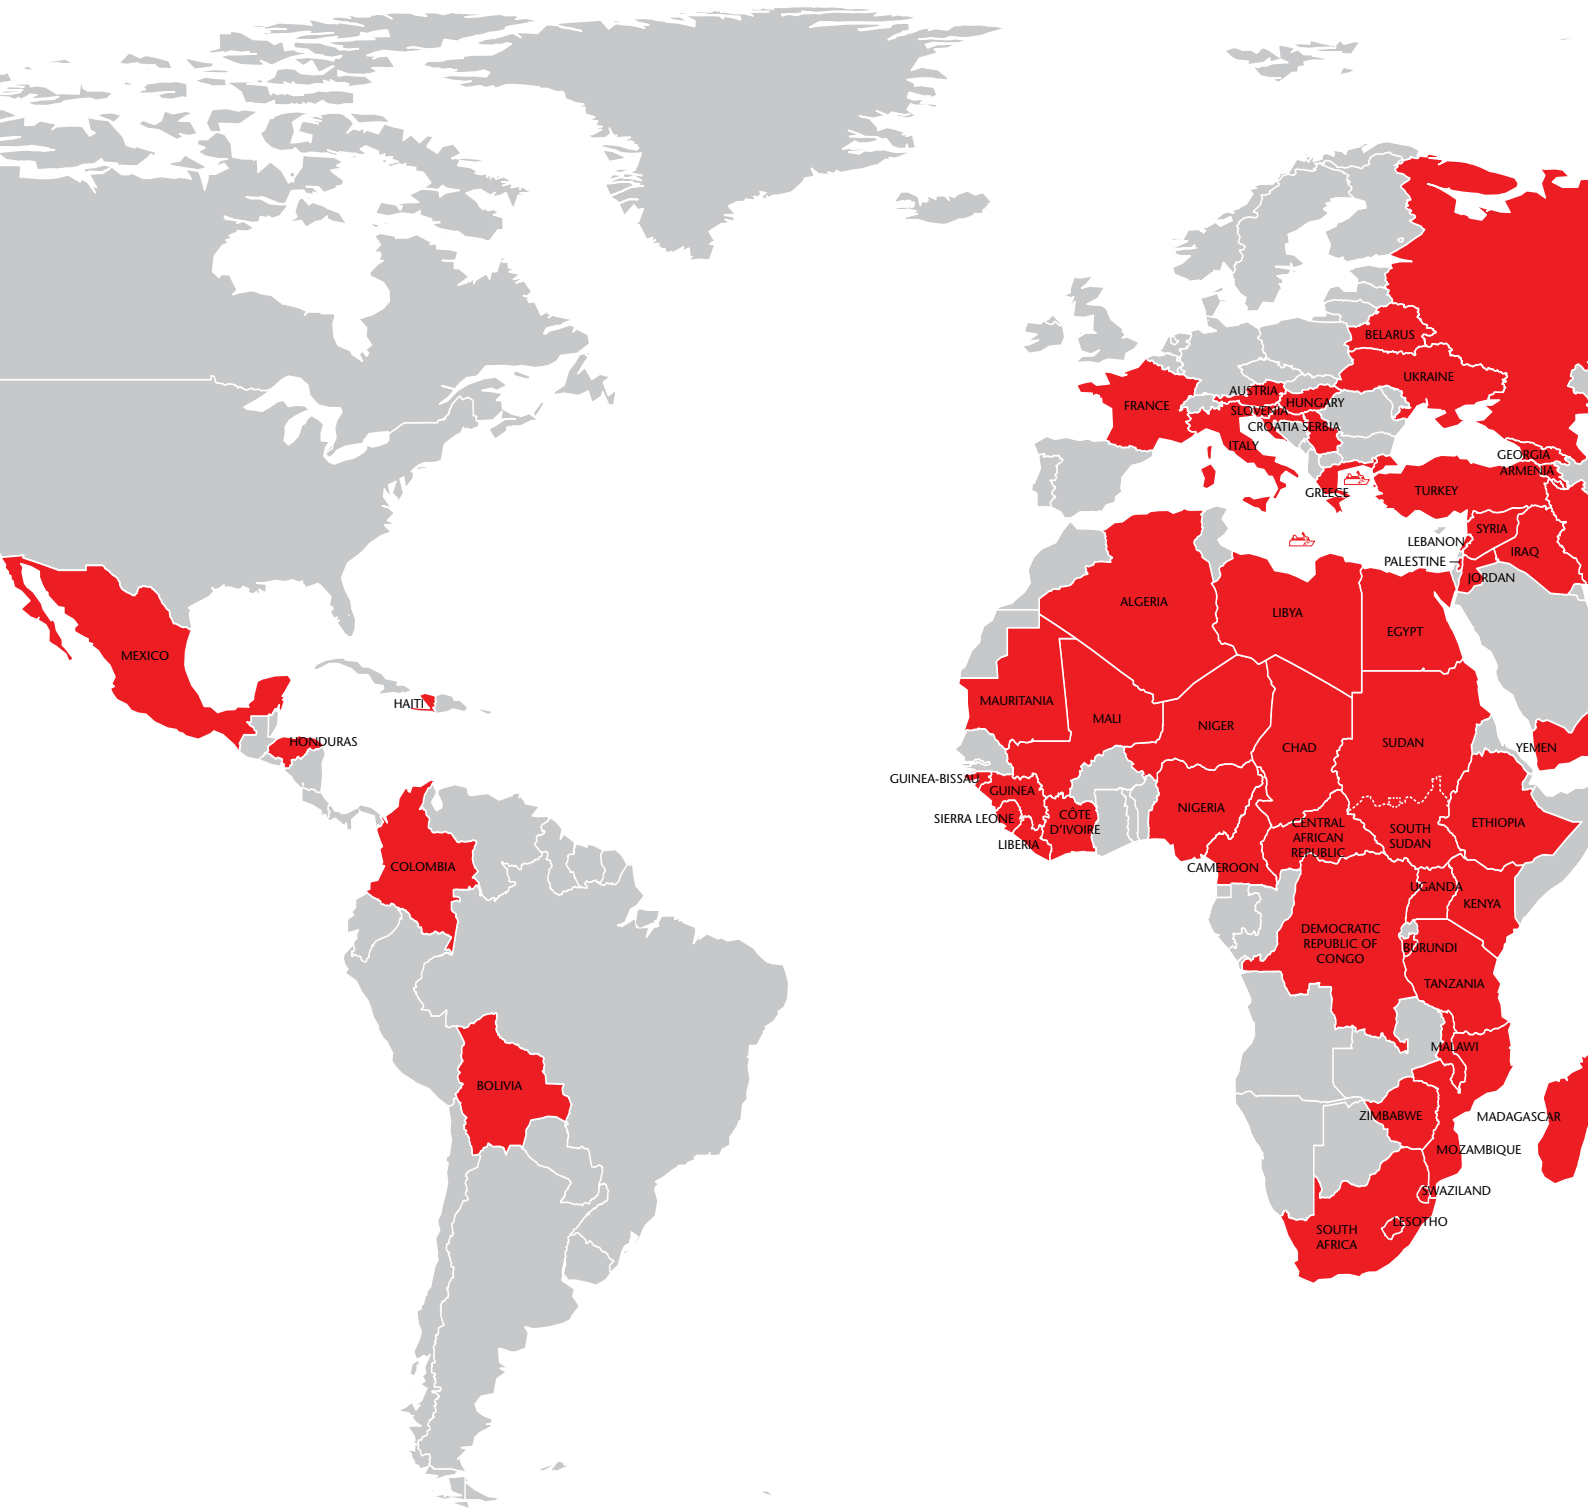 BELARUS
UKRAINE
AUSTRIA
FRANCE
HUNGARY
SLOVENIA
CROATIA
SERBIA
ITALY
GEORGIA
ARMENIA
GREECE
TURKEY
SYRIA
LEBANON
IRAQ
PALESTINE
JORDAN
ALGERIA
LIBYA
EGYPT
MEXICO
HAITI
MAURITANIA
MALI
NIGER
HONDURAS
CHAD
SUDAN
YEMEN
GUINEA-BISSAU
GUINEA
NIGERIA
SIERRA LEONE
CÔTE
D'IVOIRE
LIBERIA
CENTRAL
AFRICAN
REPUBLIC
SOUTH
SUDAN
ETHIOPIA
COLOMBIA
CAMEROON
UGANDA
KENYA
DEMOCRATIC
REPUBLIC OF
CONGO
BURUNDI
TANZANIA
MALAWI
BOLIVIA
ZIMBABWE
MADAGASCAR
MOZAMBIQUE
SWAZILAND
LESOTHO
SOUTH
AFRICA